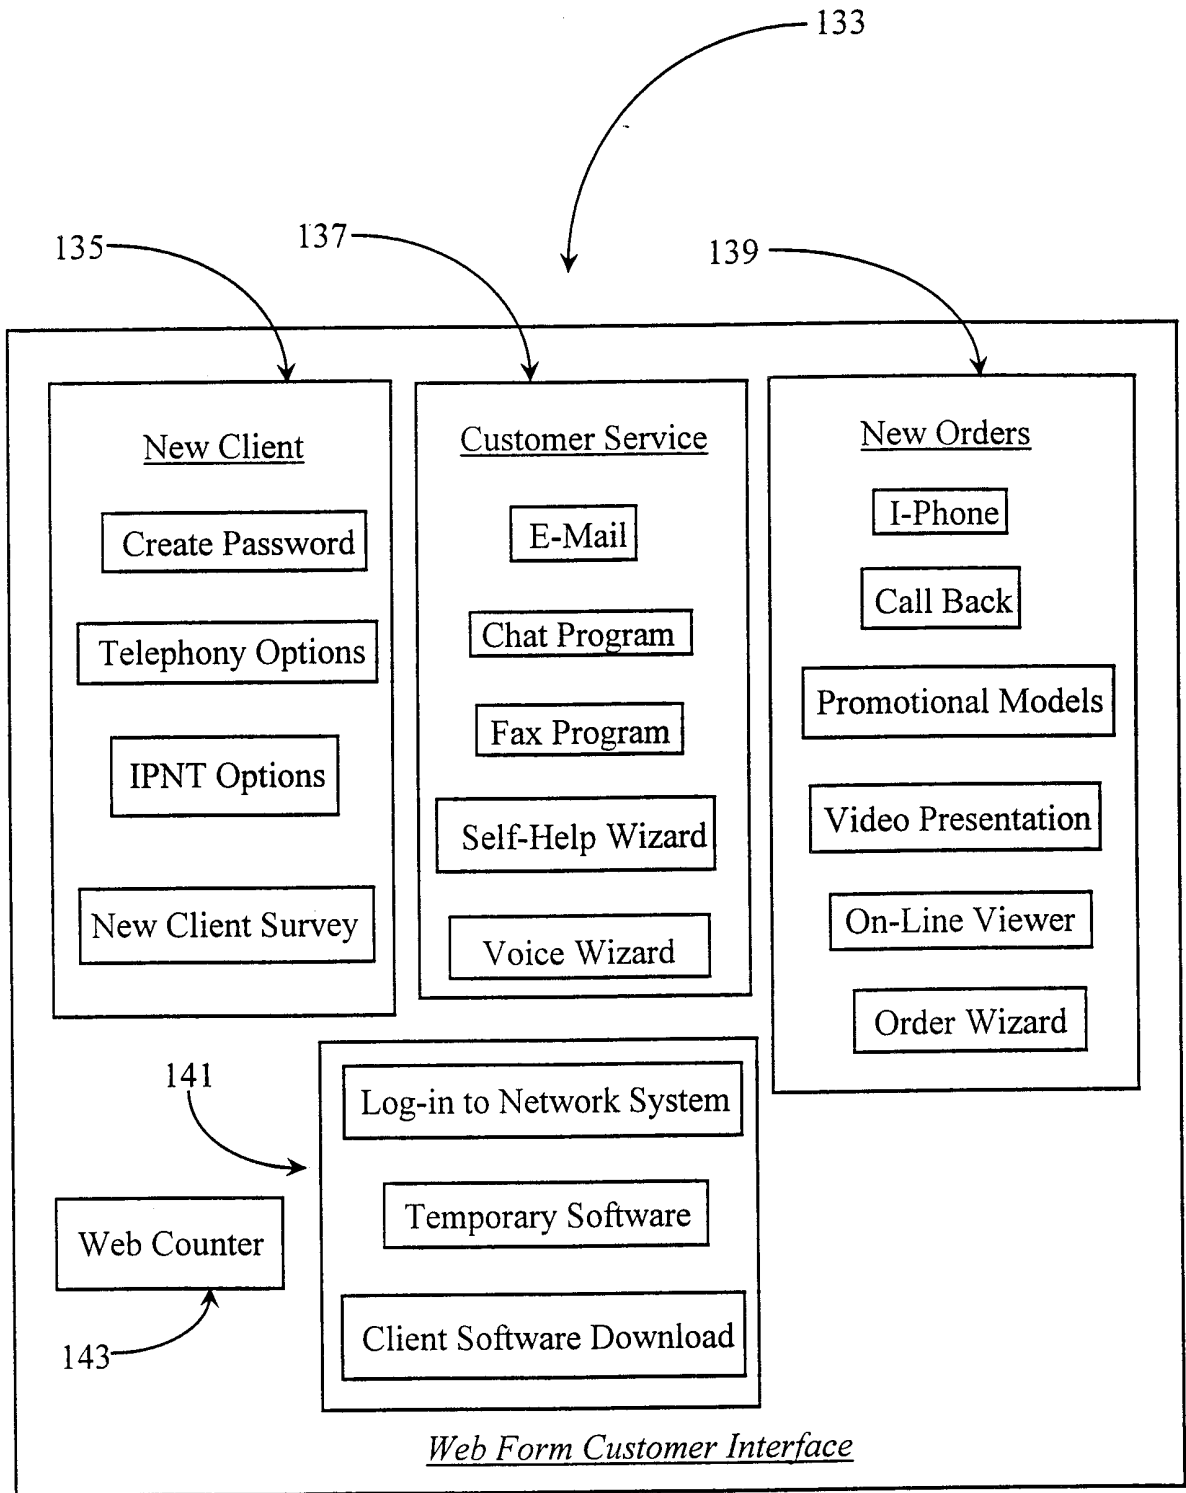 133
135
137
139
New Client
Create Password
Telephony Options
IPNT Options
New Client Survey
Customer Service
E-Mail
Chat Program
Fax Program
Self-Help Wizard
Voice Wizard
New Orders
I-Phone
Call Back
Promotional Models
Video Presentation
On-Line Viewer
Order Wizard
141
Log-in to Network System
Temporary Software
Client Software Download
Web Counter
143
Web Form Customer Interface